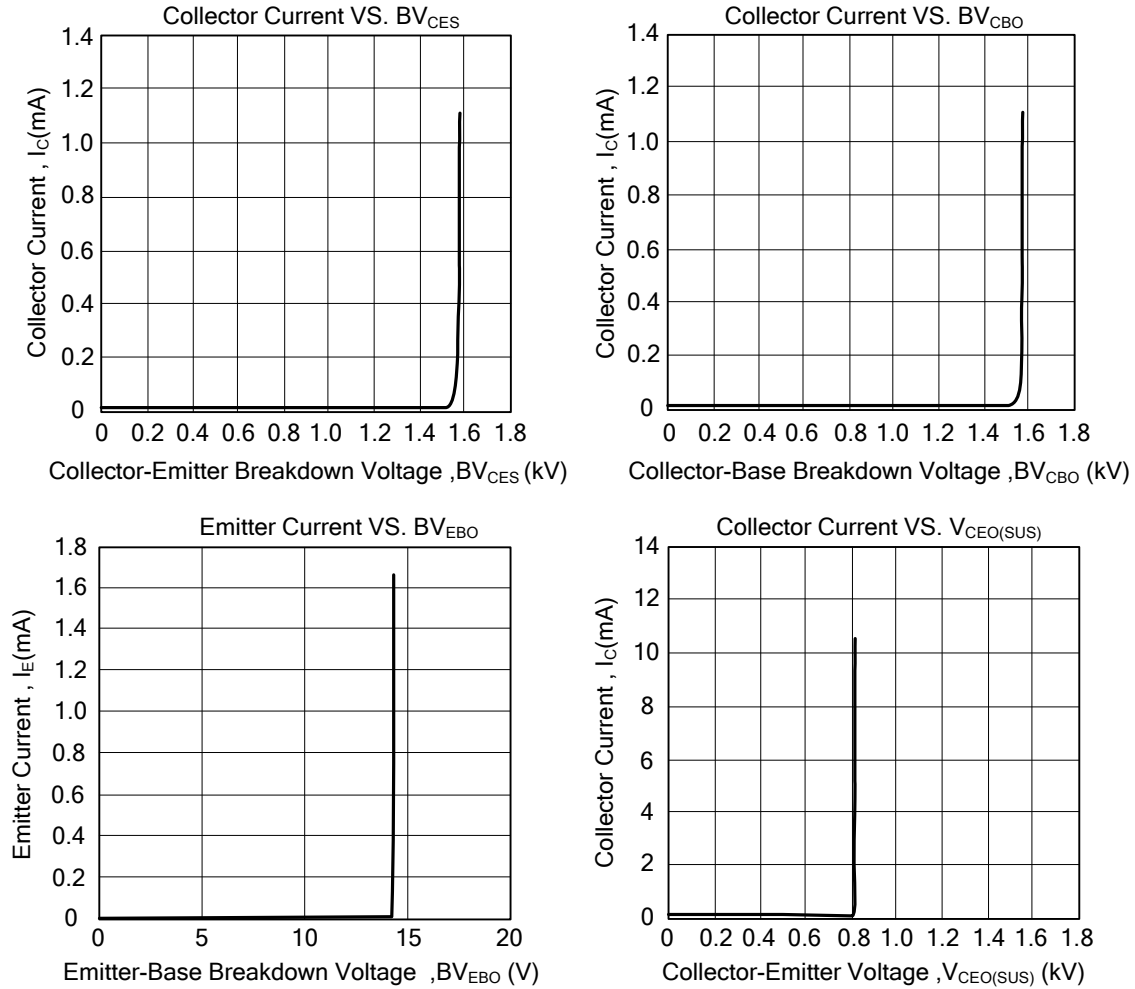 Collector Current VS. BVCES
1.4
1.2
1.0
0.8
0.6
0.4
0.2
0
0 0.2 0.4 0.6 0.8 1.0 1.2 1.4 1.6 1.8
Collector Current , IC(mA)
Collector-Emitter Breakdown Voltage ,BVCES (kV)
Collector Current VS. BVCBO
1.4
1.2
1.0
0.8
0.6
0.4
0.2
0
0 0.2 0.4 0.6 0.8 1.0 1.2 1.4 1.6 1.8
Collector Current , IC(mA)
Collector-Base Breakdown Voltage ,BVCBO (kV)
Emitter Current VS. BVEBO
1.8
1.6
1.4
1.2
1.0
0.8
0.6
0.4
0.2
0
0 5 10 15 20
Emitter Current , IE(mA)
Emitter-Base Breakdown Voltage ,BVEBO (V)
Collector Current VS. VCEO(SUS)
14
12
10
8
6
4
2
0
0 0.2 0.4 0.6 0.8 1.0 1.2 1.4 1.6 1.8
Collector Current , IC(mA)
Collector-Emitter Voltage ,VCEO(SUS) (kV)